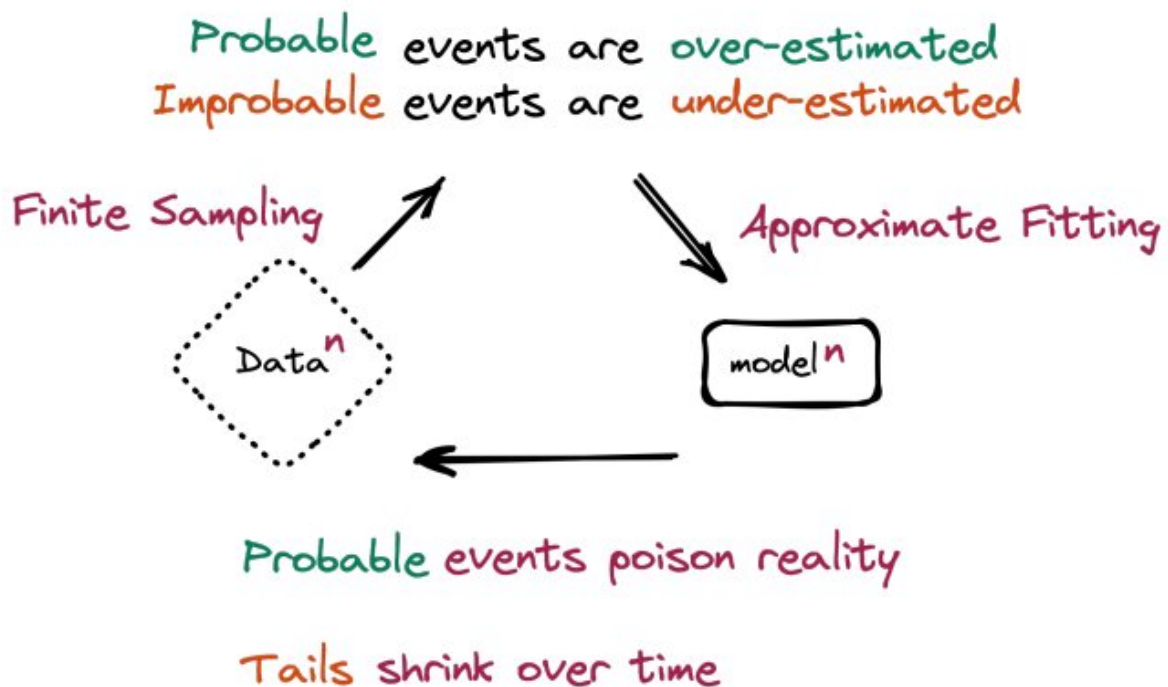 Probable events are over-estimated
Improbable events are under-estimated
Finite Sampling
Approximate Fitting
Data^n
model^n
Probable events poison reality
Tails shrink over time